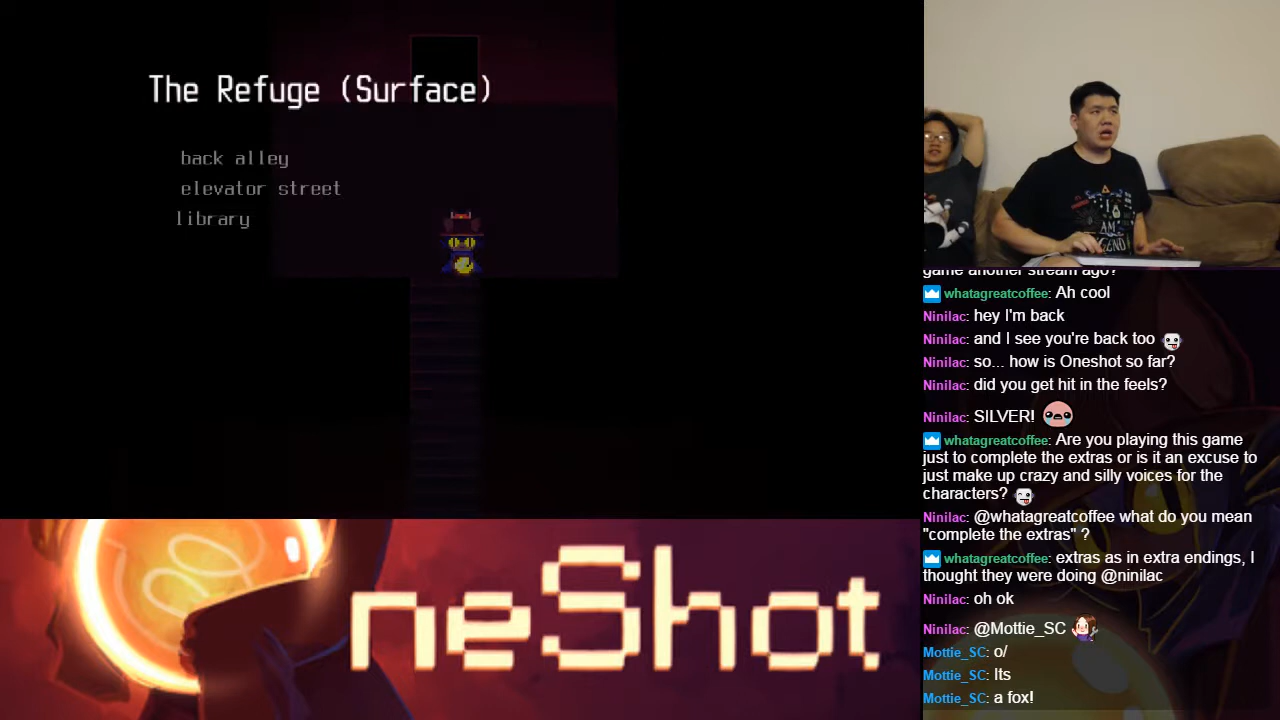 The Refuge (Surface)
back alley
elevator street
library
neShot
I
AM
game another stream ago?
whatagreatcoffee: Ah cool
Ninilac: hey I'm back
Ninilac: and I see you're back too
Ninilac: so... how is Oneshot so far?
Ninilac: did you get hit in the feels?
Ninilac: SILVER!
whatagreatcoffee: Are you playing this game
just to complete the extras or is it an excuse to
just make up crazy and silly voices for the
characters?
Ninilac: @whatagreatcoffee what do you mean
"complete the extras" ?
whatagreatcoffee: extras as in extra endings, I
thought they were doing @ninilac
Ninilac: oh ok
Ninilac: @Mottie_SC
Mottie_SC: o/
Mottie_SC: Its
Mottie_SC: a fox!